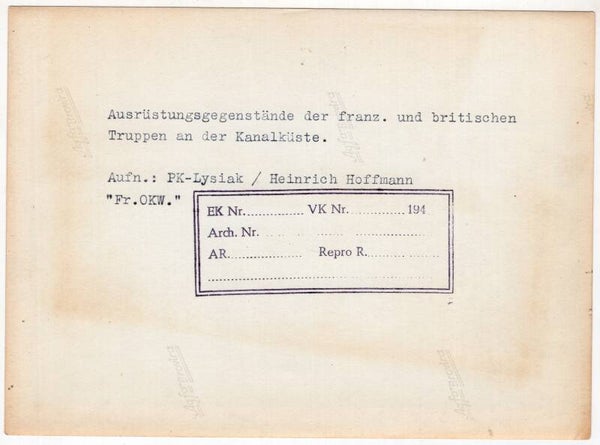 Ausrüstungsgegenstände der franz. und britischen
Truppen an der Kanalküste.
Aufn.: PK-Lysiak / Heinrich Hoffmann
"Fr.OKW."
EK Nr.............. VK Nr.............. 194
Arch. Nr. .......................
AR.................. Repro R..................